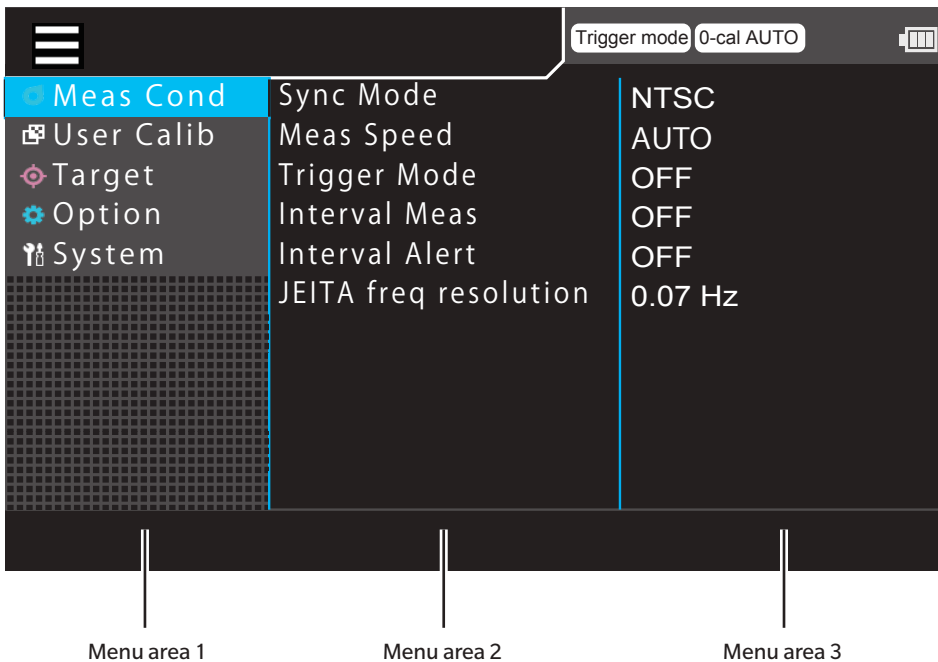 Trigger mode 0-cal AUTO
Meas Cond Sync Mode NTSC
User Calib Meas Speed AUTO
Target Trigger Mode OFF
Option Interval Meas OFF
System Interval Alert OFF
JEITA freq resolution 0.07 Hz
Menu area 1 Menu area 2 Menu area 3